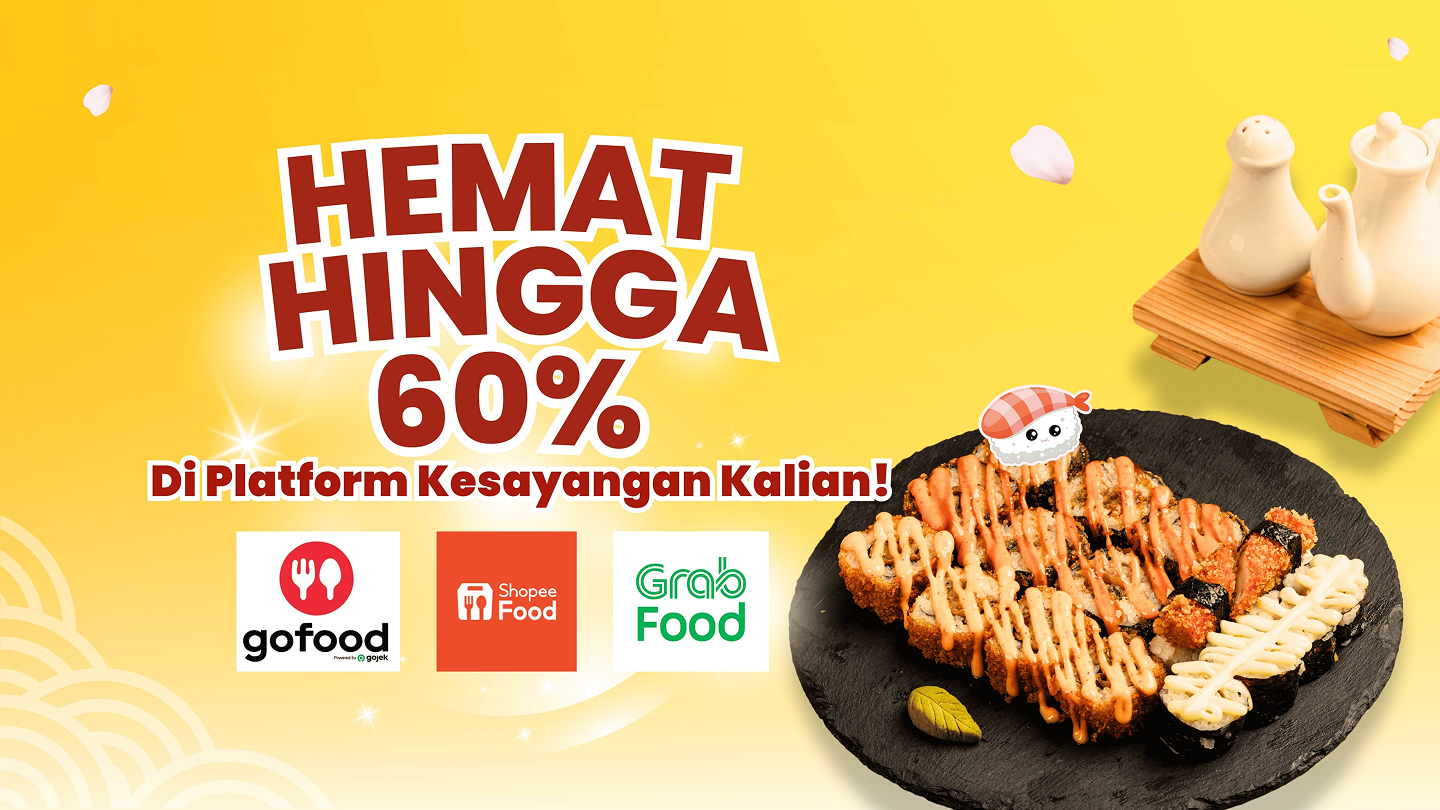 HEMAT
HINGGA
60%
Di Platform Kesayangan Kalian!
gofood
Powered by gojek
Shopee
Food
Grab
Food